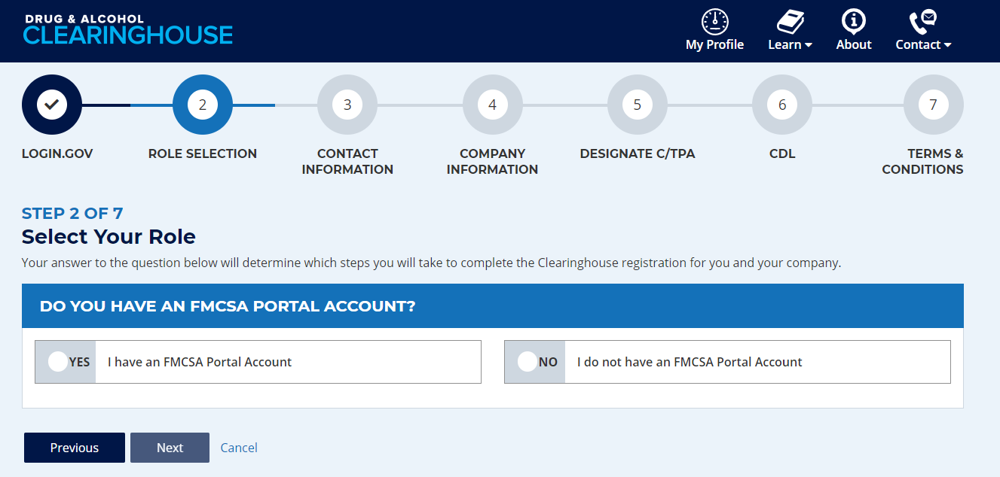 DRUG & ALCOHOL
CLEARINGHOUSE
My Profile
Learn
About
Contact
2
3
4
5
6
7
LOGIN.GOV
ROLE SELECTION
CONTACT
INFORMATION
COMPANY
INFORMATION
DESIGNATE C/TPA
CDL
TERMS &
CONDITIONS
STEP 2 OF 7
Select Your Role
Your answer to the question below will determine which steps you will take to complete the Clearinghouse registration for you and your company.
DO YOU HAVE AN FMCSA PORTAL ACCOUNT?
YES
I have an FMCSA Portal Account
NO
I do not have an FMCSA Portal Account
Previous
Next
Cancel